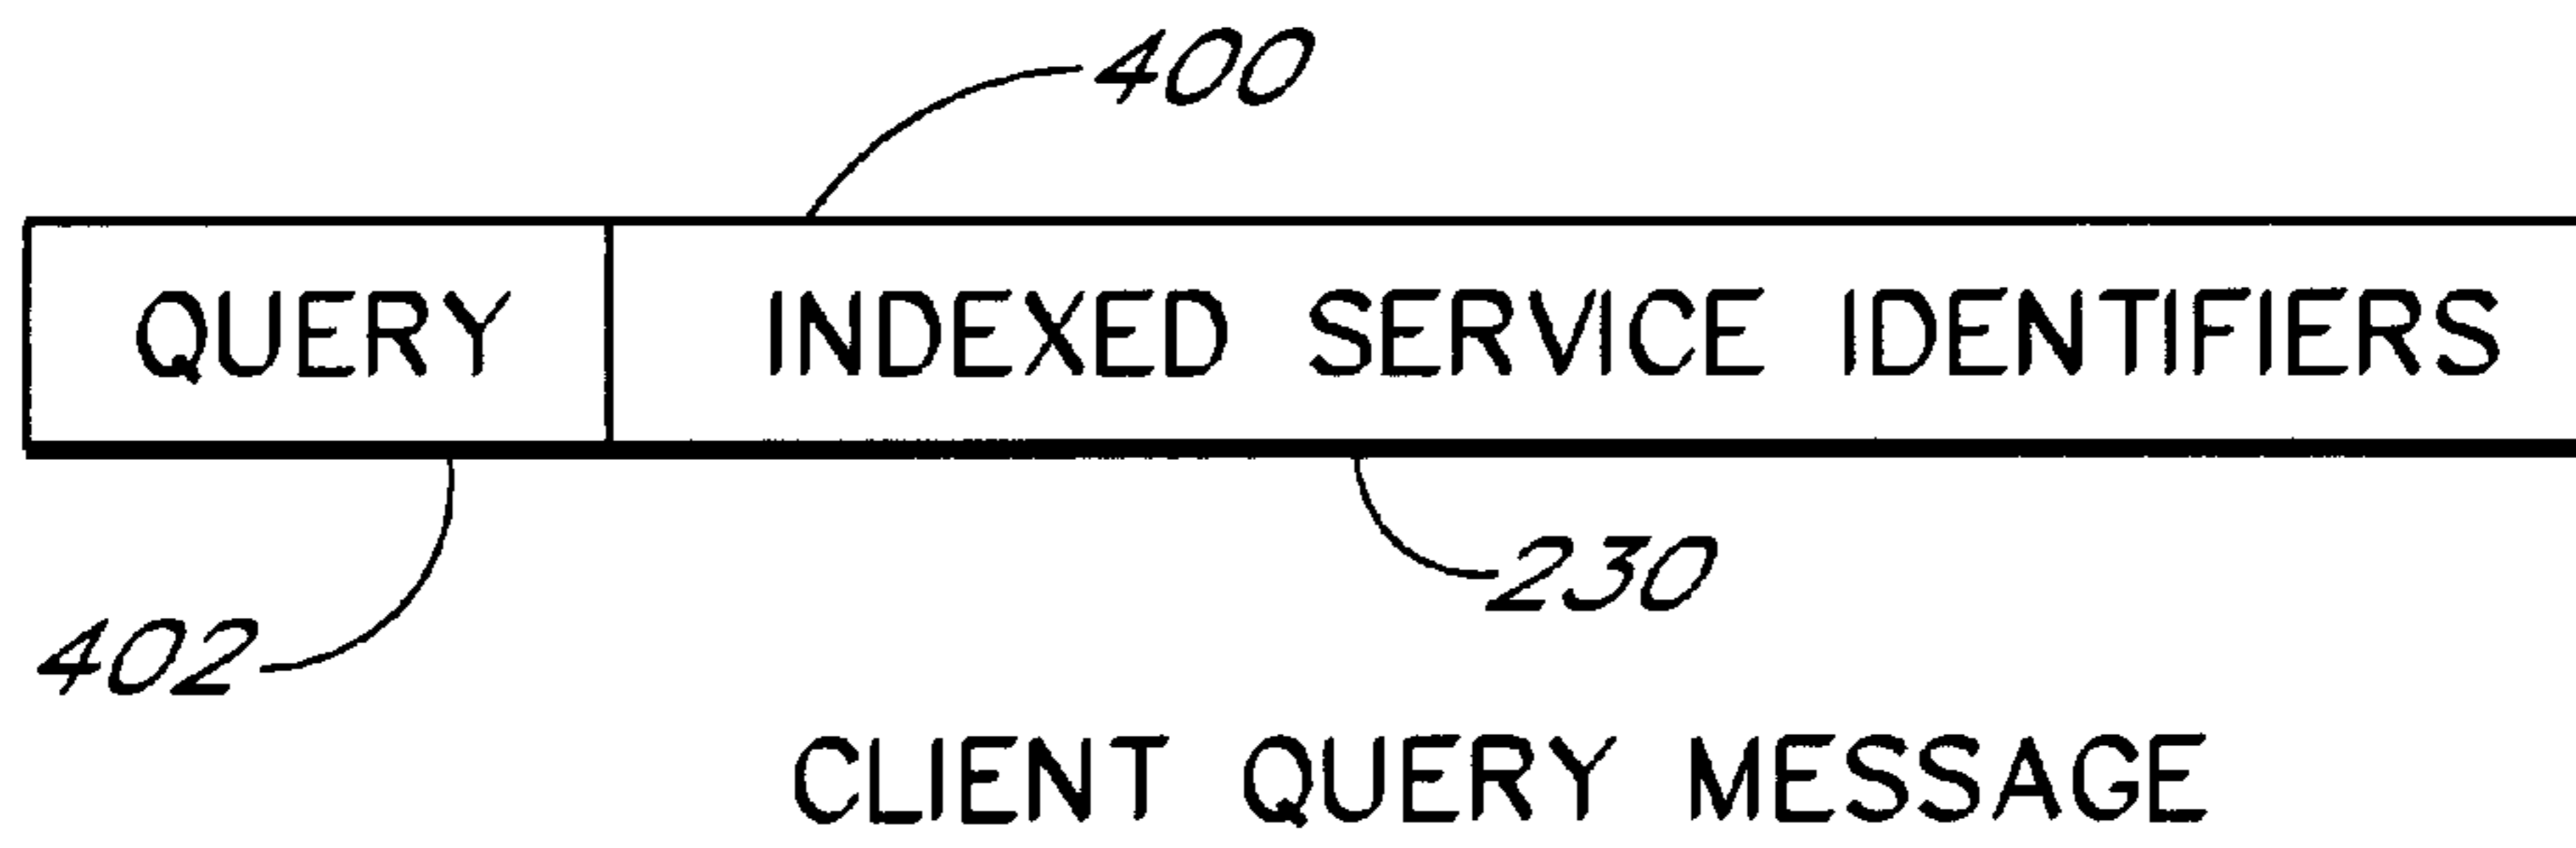 400
QUERY INDEXED SERVICE IDENTIFIERS
230
402
CLIENT QUERY MESSAGE